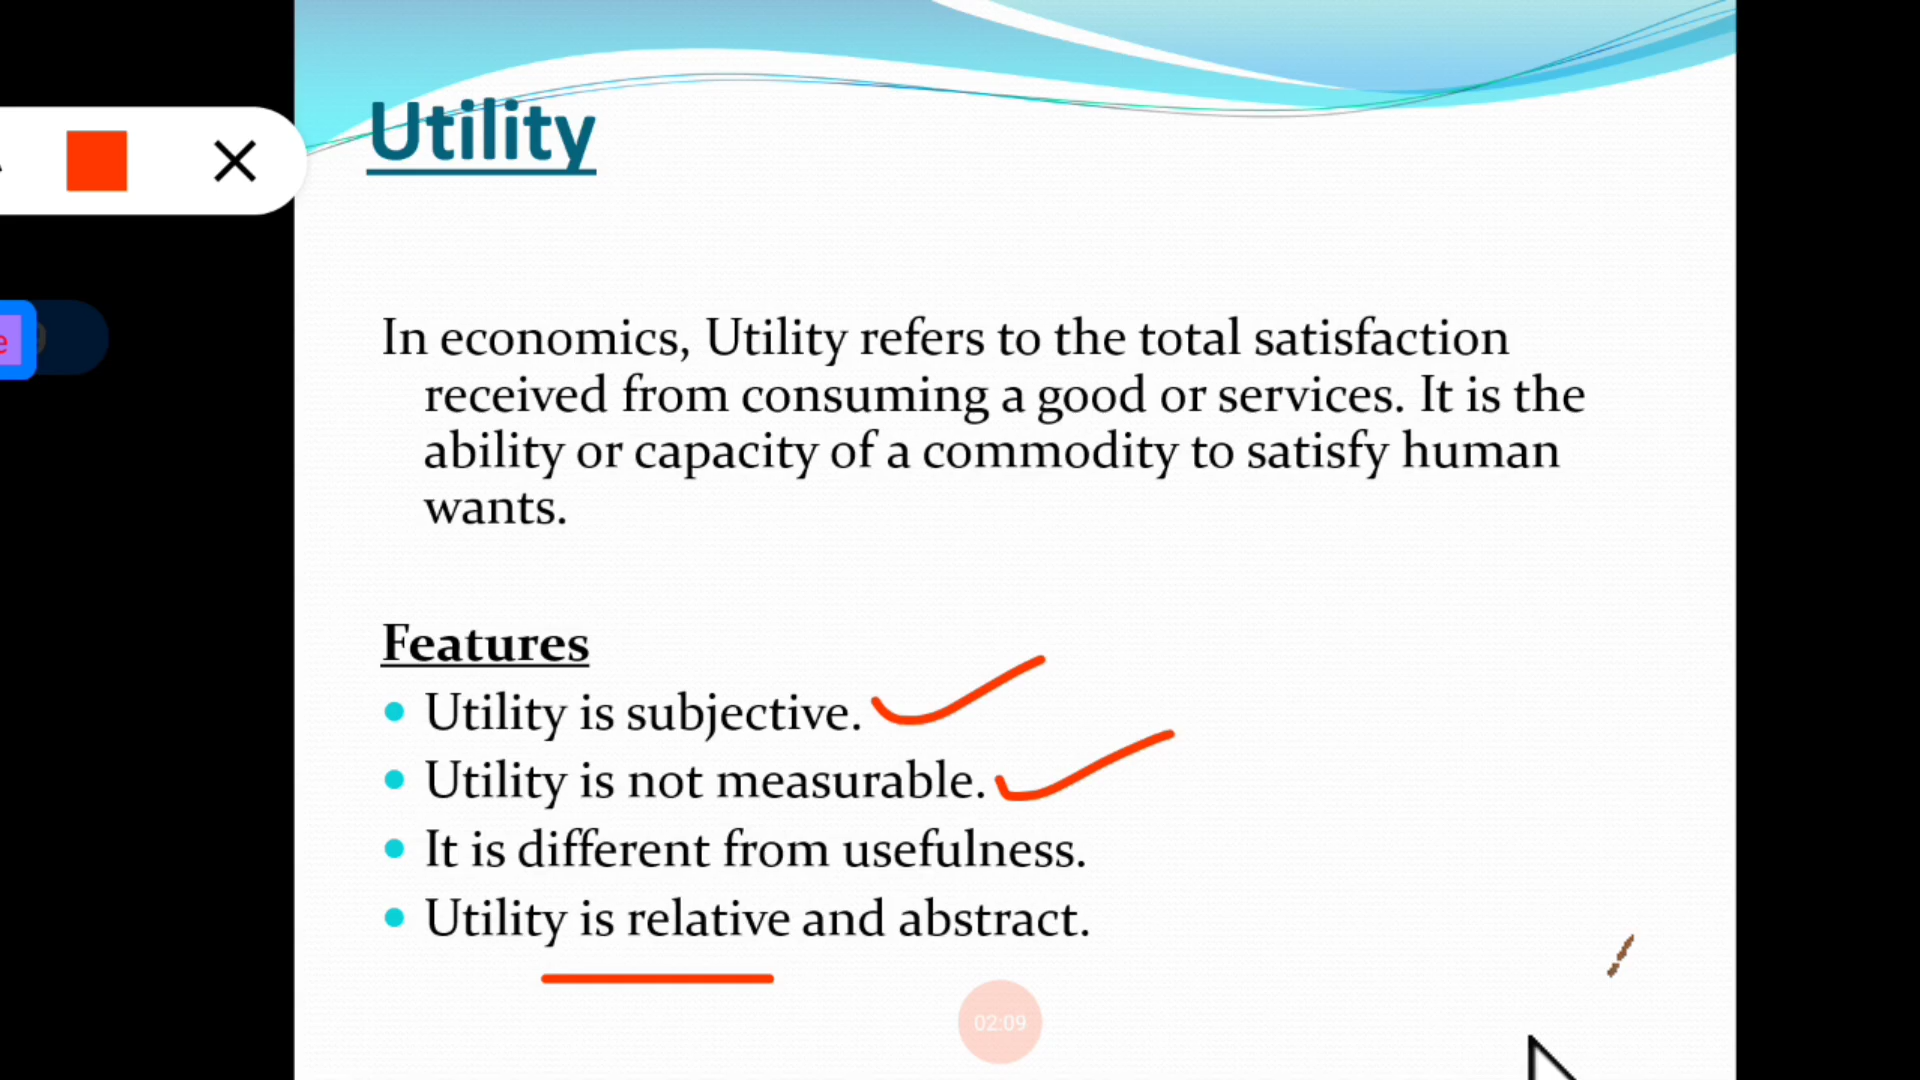 Utility
In economics, Utility refers to the total satisfaction
received from consuming a good or services. It is the
ability or capacity of a commodity to satisfy human
wants.
Features
Utility is subjective.
Utility is not measurable.
It is different from usefulness.
Utility is relative and abstract.
02:09